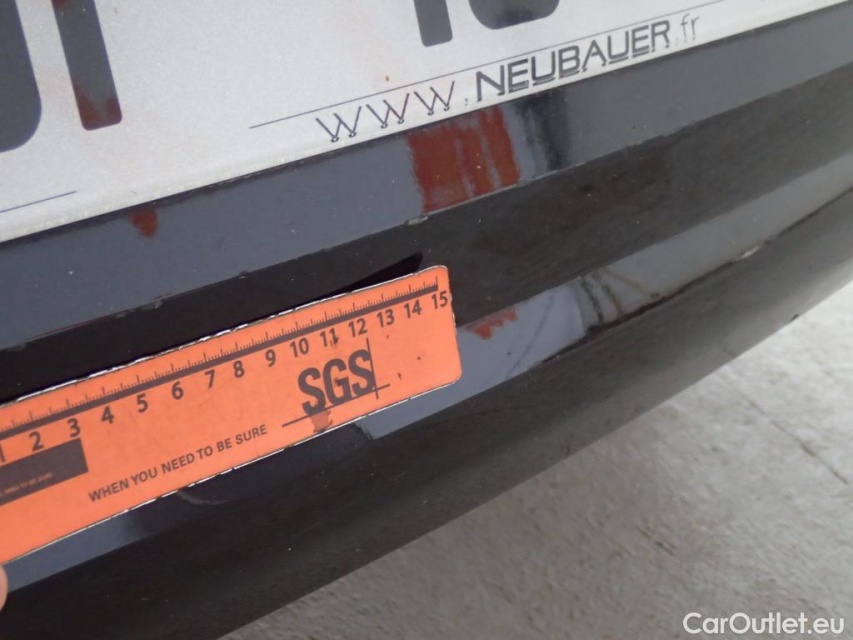 www.NEUBAUER.fr
1 2 3 4 5 6 7 8 9 10 11 12 13 14 15
SGS
WHEN YOU NEED TO BE SURE
CarOutlet.eu